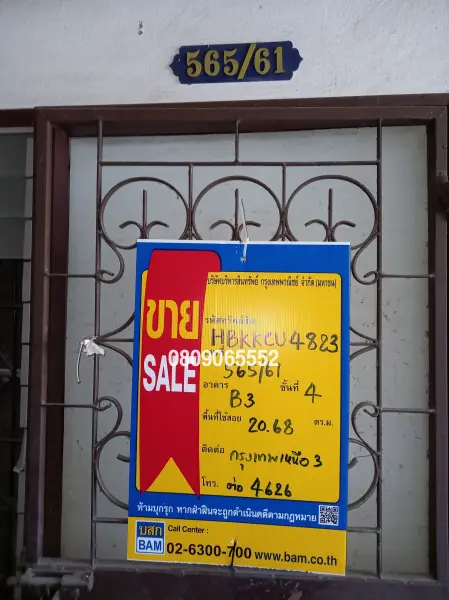 565/61
บริษัทบริหารสินทรัพย์ กรุงเทพพาณิชย์ จำกัด (มหาชน)
ขาย
SALE
รหัสทรัพย์สิน
HBKKCU4823
0809065552
565/61
อาคาร B3 ชั้นที่ 4
พื้นที่ใช้สอย 20.68 ตร.ม.
ติดต่อ กรุงเทพเหนือ 3
โทร. ต่อ 4626
ห้ามบุกรุก หากฝ่าฝืนจะถูกดำเนินคดีตามกฎหมาย
บสก
BAM
Call Center :
02-6300-700 www.bam.co.th